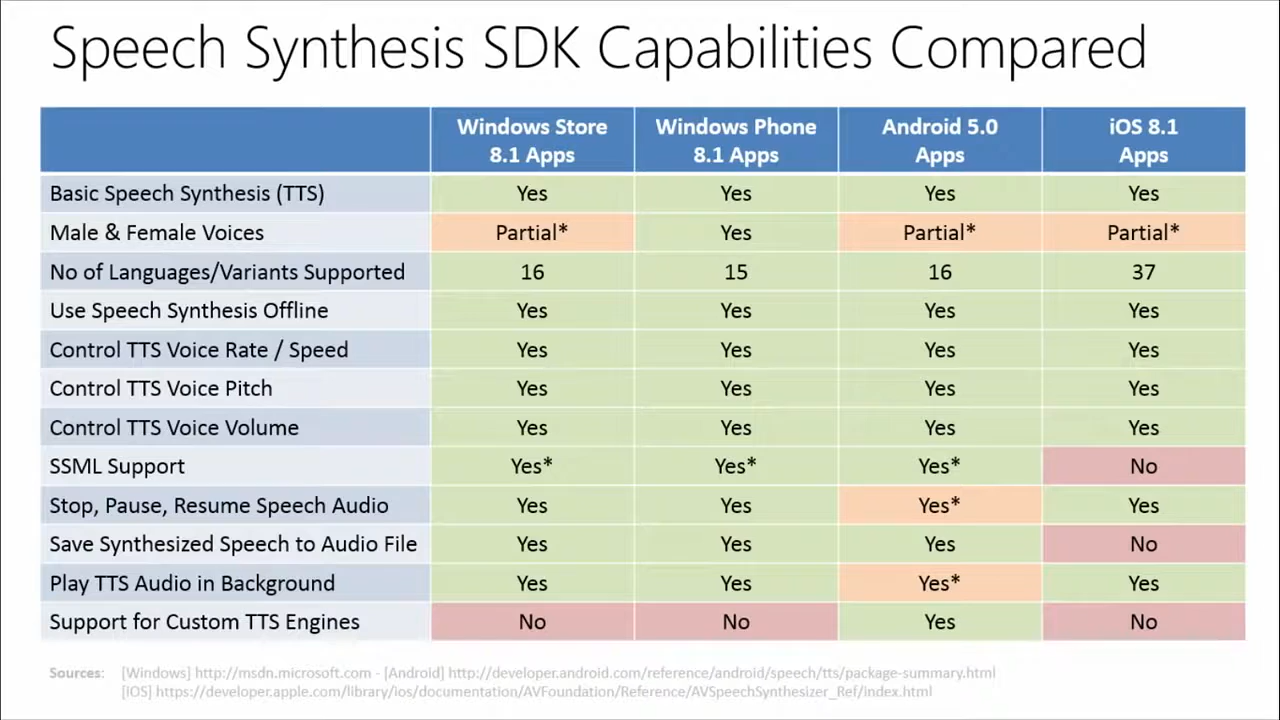 Speech Synthesis SDK Capabilities Compared
Windows Store 8.1 Apps Windows Phone 8.1 Apps Android 5.0 Apps iOS 8.1 Apps
Basic Speech Synthesis (TTS) Yes Yes Yes Yes
Male & Female Voices Partial* Yes Partial* Partial*
No of Languages/Variants Supported 16 15 16 37
Use Speech Synthesis Offline Yes Yes Yes Yes
Control TTS Voice Rate / Speed Yes Yes Yes Yes
Control TTS Voice Pitch Yes Yes Yes Yes
Control TTS Voice Volume Yes Yes Yes Yes
SSML Support Yes* Yes* Yes* No
Stop, Pause, Resume Speech Audio Yes Yes Yes* Yes
Save Synthesized Speech to Audio File Yes Yes Yes No
Play TTS Audio in Background Yes Yes Yes* Yes
Support for Custom TTS Engines No No Yes No
Sources: [Windows] http://msdn.microsoft.com - [Android] http://developer.android.com/reference/android/speech/tts/package-summary.html
[IOS] https://developer.apple.com/library/ios/documentation/AVFoundation/Reference/AVSpeechSynthesizer_Ref/index.html